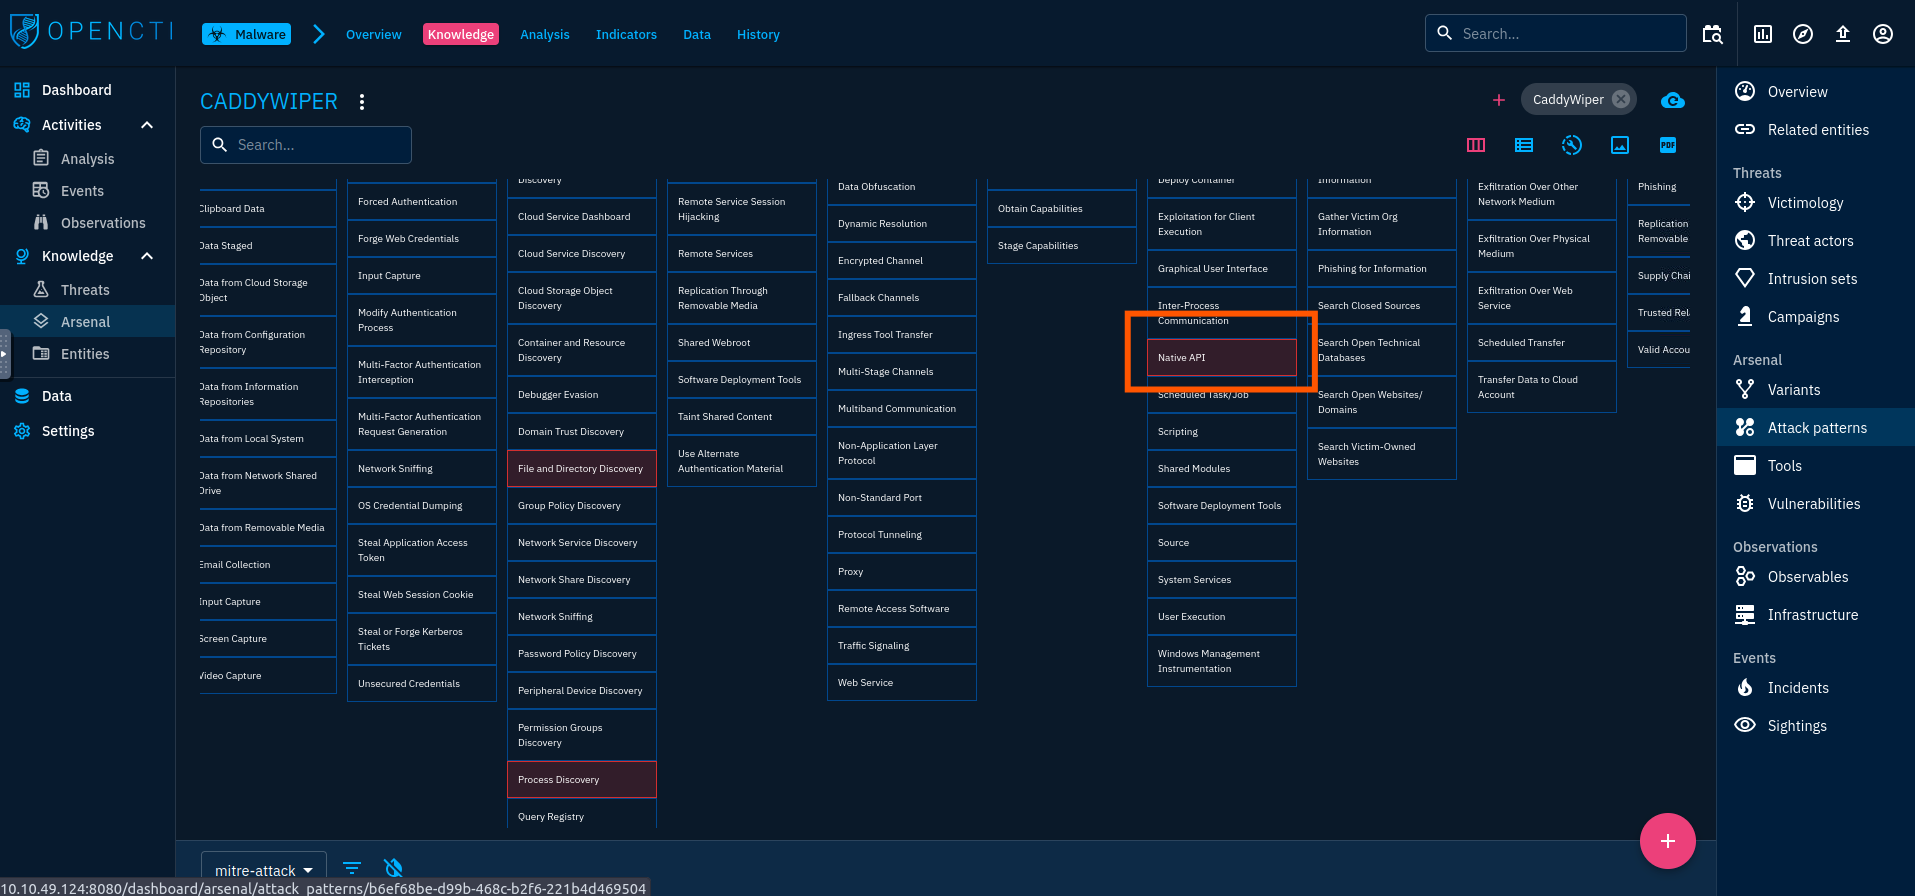 OPENCTI
Malware
Overview
Knowledge
Analysis
Indicators
Data
History
Search...
Dashboard
Activities
Analysis
Events
Observations
Knowledge
Threats
Arsenal
Entities
Data
Settings
CADDYWIPER
CaddyWiper
Search...
PDF
Clipboard Data
Data Staged
Data from Cloud Storage
Object
Data from Configuration
Repository
Data from Information
Repositories
Data from Local System
Data from Network Shared
Drive
Data from Removable Media
Email Collection
Input Capture
Screen Capture
Video Capture
Forced Authentication
Forge Web Credentials
Input Capture
Modify Authentication
Process
Multi-Factor Authentication
Interception
Multi-Factor Authentication
Request Generation
Network Sniffing
OS Credential Dumping
Steal Application Access
Token
Steal Web Session Cookie
Steal or Forge Kerberos
Tickets
Unsecured Credentials
Discovery
Cloud Service Dashboard
Cloud Service Discovery
Cloud Storage Object
Discovery
Container and Resource
Discovery
Debugger Evasion
Domain Trust Discovery
File and Directory Discovery
Group Policy Discovery
Network Service Discovery
Network Share Discovery
Network Sniffing
Password Policy Discovery
Peripheral Device Discovery
Permission Groups
Discovery
Process Discovery
Query Registry
Remote Service Session
Hijacking
Remote Services
Replication Through
Removable Media
Shared Webroot
Software Deployment Tools
Taint Shared Content
Use Alternate
Authentication Material
Data Obfuscation
Dynamic Resolution
Encrypted Channel
Fallback Channels
Ingress Tool Transfer
Multi-Stage Channels
Multiband Communication
Non-Application Layer
Protocol
Non-Standard Port
Protocol Tunneling
Proxy
Remote Access Software
Traffic Signaling
Web Service
Obtain Capabilities
Stage Capabilities
Deploy Container
Exploitation for Client
Execution
Graphical User Interface
Inter-Process
Communication
Native API
Scheduled Task/Job
Scripting
Shared Modules
Software Deployment Tools
Source
System Services
User Execution
Windows Management
Instrumentation
Information
Gather Victim Org
Information
Phishing for Information
Search Closed Sources
Search Open Technical
Databases
Search Open Websites/
Domains
Search Victim-Owned
Websites
Exfiltration Over Other
Network Medium
Exfiltration Over Physical
Medium
Exfiltration Over Web
Service
Scheduled Transfer
Transfer Data to Cloud
Account
Phishing
Replication
Removable
Supply Chai
Trusted Rela
Valid Accou
mitre-attack
10.10.49.124:8080/dashboard/arsenal/attack_patterns/b6ef68be-d99b-468c-b2f6-221b4d469504
Overview
Related entities
Threats
Victimology
Threat actors
Intrusion sets
Campaigns
Arsenal
Variants
Attack patterns
Tools
Vulnerabilities
Observations
Observables
Infrastructure
Events
Incidents
Sightings